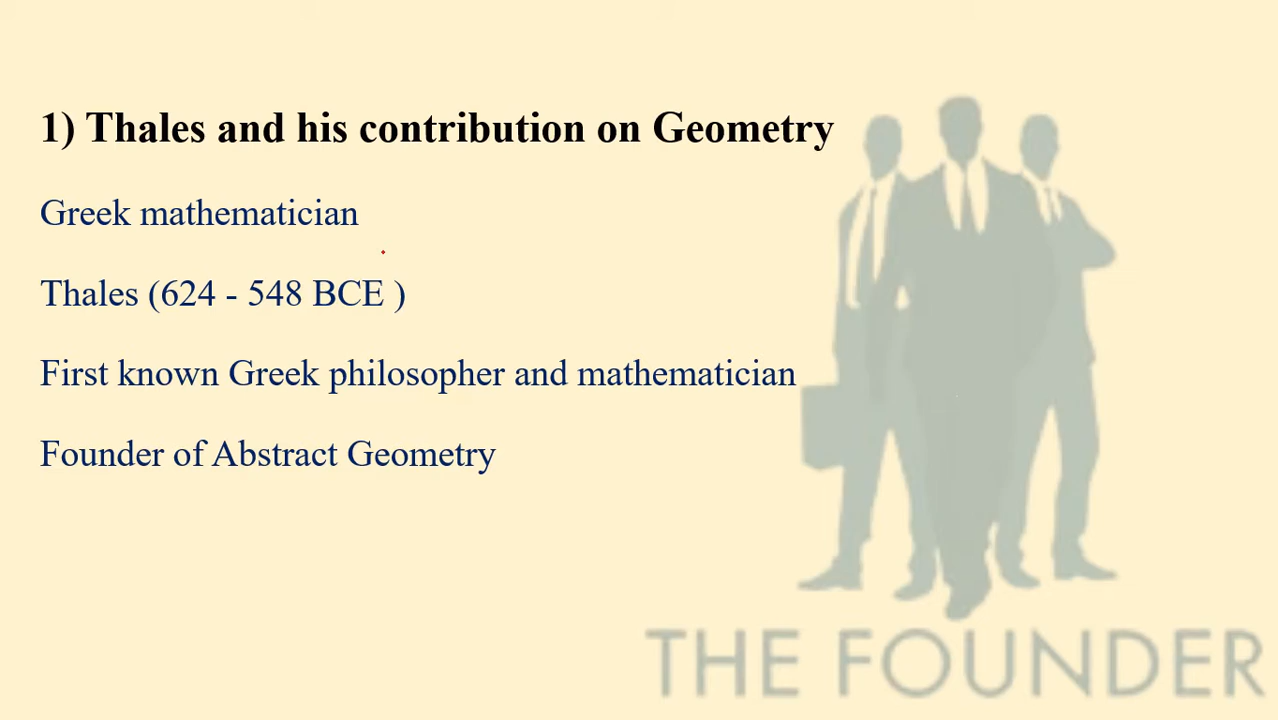 1) Thales and his contribution on Geometry
Greek mathematician
Thales (624 - 548 BCE )
First known Greek philosopher and mathematician
Founder of Abstract Geometry
THE FOUNDER